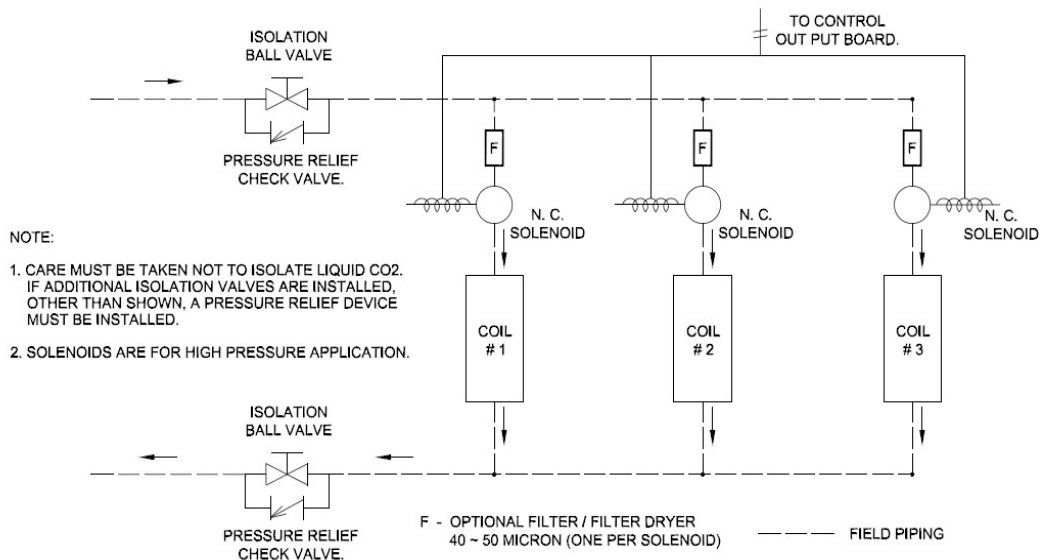 ISOLATION
BALL VALVE
TO CONTROL
OUT PUT BOARD.
PRESSURE RELIEF
CHECK VALVE.
F
F
F
N. C.
SOLENOID
N. C.
SOLENOID
N. C.
SOLENOID
NOTE:
1. CARE MUST BE TAKEN NOT TO ISOLATE LIQUID CO2.
IF ADDITIONAL ISOLATION VALVES ARE INSTALLED,
OTHER THAN SHOWN, A PRESSURE RELIEF DEVICE
MUST BE INSTALLED.
2. SOLENOIDS ARE FOR HIGH PRESSURE APPLICATION.
COIL
# 1
COIL
# 2
COIL
# 3
ISOLATION
BALL VALVE
PRESSURE RELIEF
CHECK VALVE.
F - OPTIONAL FILTER / FILTER DRYER
40 ~ 50 MICRON (ONE PER SOLENOID)
FIELD PIPING